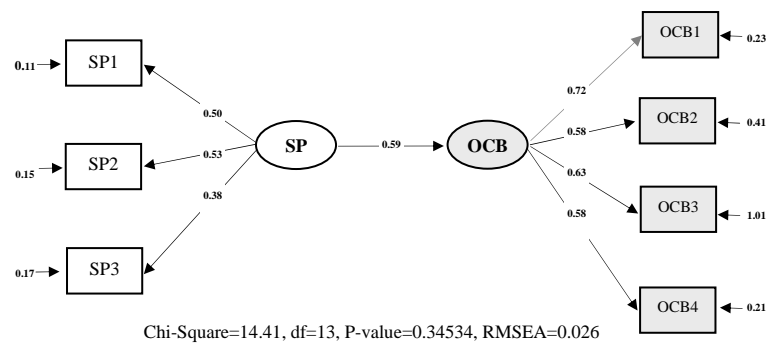 OCB1
0.23
0.11
SP1
0.72
0.50
OCB2
0.41
0.58
SP
0.59
OCB
0.53
0.15
SP2
0.63
0.38
OCB3
1.01
0.58
0.17
SP3
OCB4
0.21
Chi-Square=14.41, df=13, P-value=0.34534, RMSEA=0.026